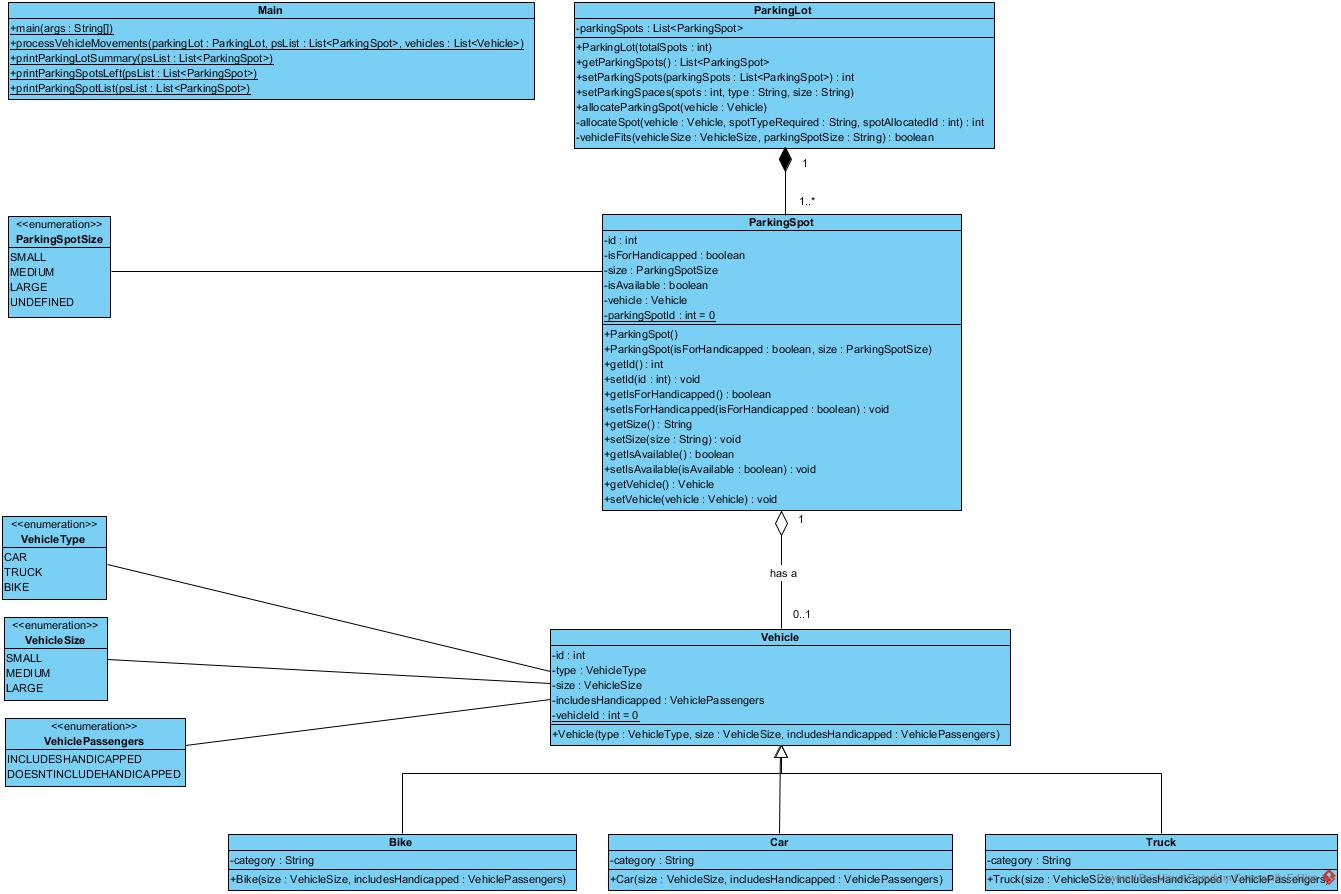 Main
+main(args : String[])
+processVehicleMovements(parkingLot : ParkingLot, psList : List<ParkingSpot>, vehicles : List<Vehicle>)
+printParkingLotSummary(psList : List<ParkingSpot>)
+printParkingSpotsLeft(psList : List<ParkingSpot>)
+printParkingSpotList(psList : List<ParkingSpot>)
ParkingLot
-parkingSpots : List<ParkingSpot>
+ParkingLot(totalSpots : int)
+getParkingSpots() : List<ParkingSpot>
+setParkingSpots(parkingSpots : List<ParkingSpot>) : int
+setParkingSpaces(spots : int, type : String, size : String)
+allocateParkingSpot(vehicle : Vehicle)
-allocateSpot(vehicle : Vehicle, spotTypeRequired : String, spotAllocatedId : int) : int
-vehicleFits(vehicleSize : VehicleSize, parkingSpotSize : String) : boolean
1
1..*
<<enumeration>>
ParkingSpotSize
SMALL
MEDIUM
LARGE
UNDEFINED
ParkingSpot
-id : int
-isForHandicapped : boolean
-size : ParkingSpotSize
-isAvailable : boolean
-vehicle : Vehicle
-parkingSpotId : int = 0
+ParkingSpot()
+ParkingSpot(isForHandicapped : boolean, size : ParkingSpotSize)
+getId() : int
+setId(id : int) : void
+getIsForHandicapped() : boolean
+setIsForHandicapped(isForHandicapped : boolean) : void
+getSize() : String
+setSize(size : String) : void
+getIsAvailable() : boolean
+setIsAvailable(isAvailable : boolean) : void
+getVehicle() : Vehicle
+setVehicle(vehicle : Vehicle) : void
1
has a
0..1
<<enumeration>>
VehicleType
CAR
TRUCK
BIKE
<<enumeration>>
VehicleSize
SMALL
MEDIUM
LARGE
<<enumeration>>
VehiclePassengers
INCLUDESHANDICAPPED
DOESNTINCLUDEHANDICAPPED
Vehicle
-id : int
-type : VehicleType
-size : VehicleSize
-includesHandicapped : VehiclePassengers
-vehicleId : int = 0
+Vehicle(type : VehicleType, size : VehicleSize, includesHandicapped : VehiclePassengers)
Bike
-category : String
+Bike(size : VehicleSize, includesHandicapped : VehiclePassengers)
Car
-category : String
+Car(size : VehicleSize, includesHandicapped : VehiclePassengers)
Truck
-category : String
+Truck(size : VehicleSize, includesHandicapped : VehiclePassengers)